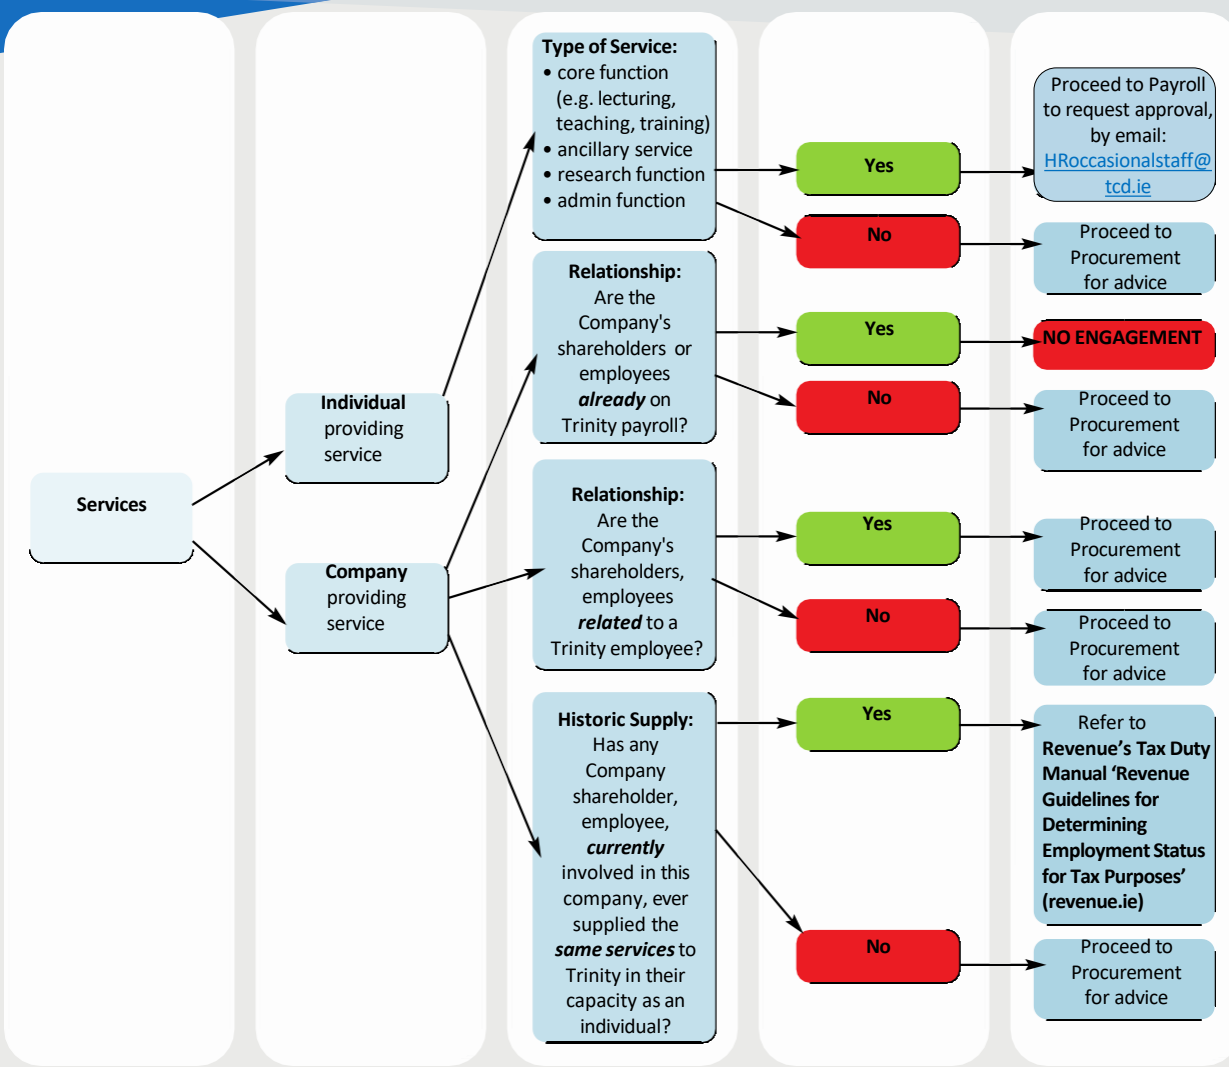 Services
Individual
providing
service
Company
providing
service
Type of Service:
• core function
(e.g. lecturing,
teaching, training)
• ancillary service
• research function
• admin function
Yes
Proceed to Payroll
to request approval,
by email:
HRoccasionalstaff@
tcd.ie
No
Proceed to
Procurement
for advice
Relationship:
Are the
Company's
shareholders or
employees
already on
Trinity payroll?
Yes
NO ENGAGEMENT
No
Proceed to
Procurement
for advice
Relationship:
Are the
Company's
shareholders,
employees
related to a
Trinity employee?
Yes
Proceed to
Procurement
for advice
No
Proceed to
Procurement
for advice
Historic Supply:
Has any
Company
shareholder,
employee,
currently
involved in this
company, ever
supplied the
same services to
Trinity in their
capacity as an
individual?
Yes
Refer to
Revenue’s Tax Duty
Manual ‘Revenue
Guidelines for
Determining
Employment Status
for Tax Purposes’
(revenue.ie)
No
Proceed to
Procurement
for advice